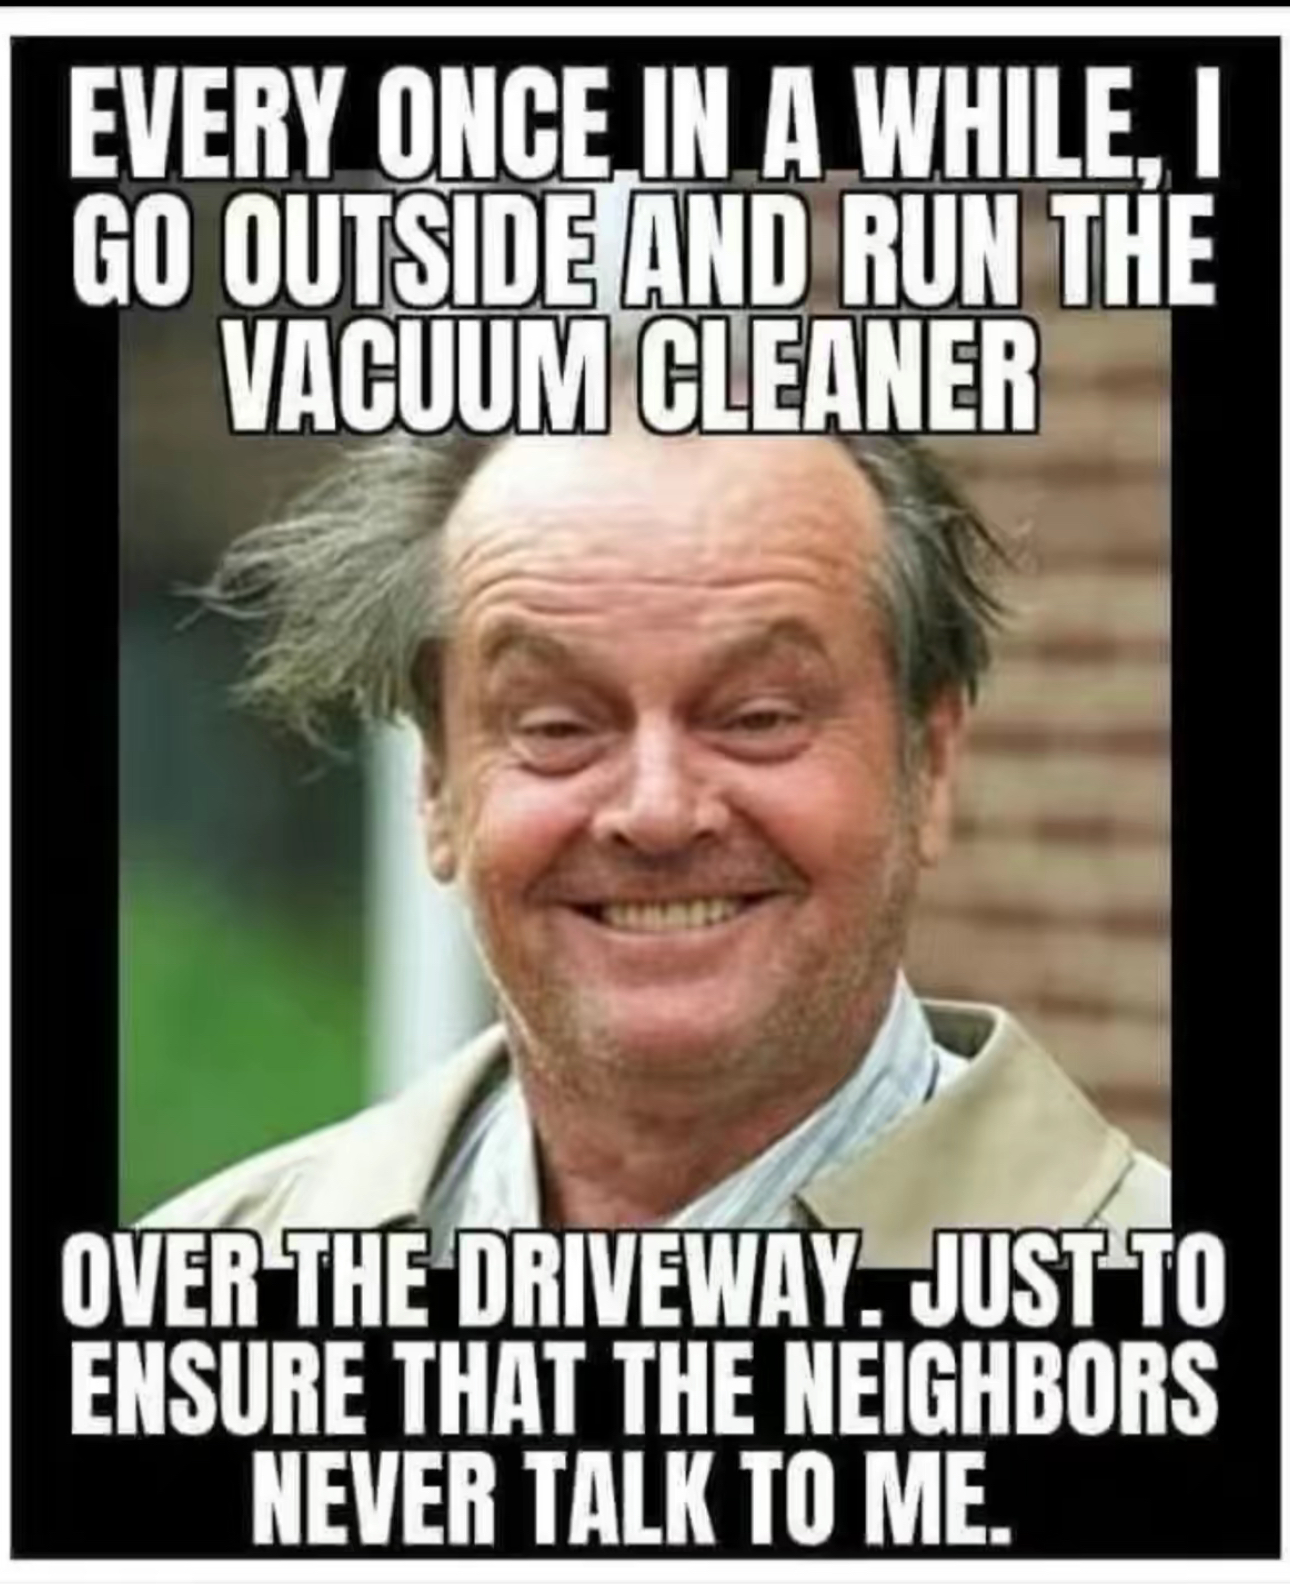 EVERY ONCE IN A WHILE, I
GO OUTSIDE AND RUN THE
VACUUM CLEANER
OVER THE DRIVEWAY. JUST TO
ENSURE THAT THE NEIGHBORS
NEVER TALK TO ME.